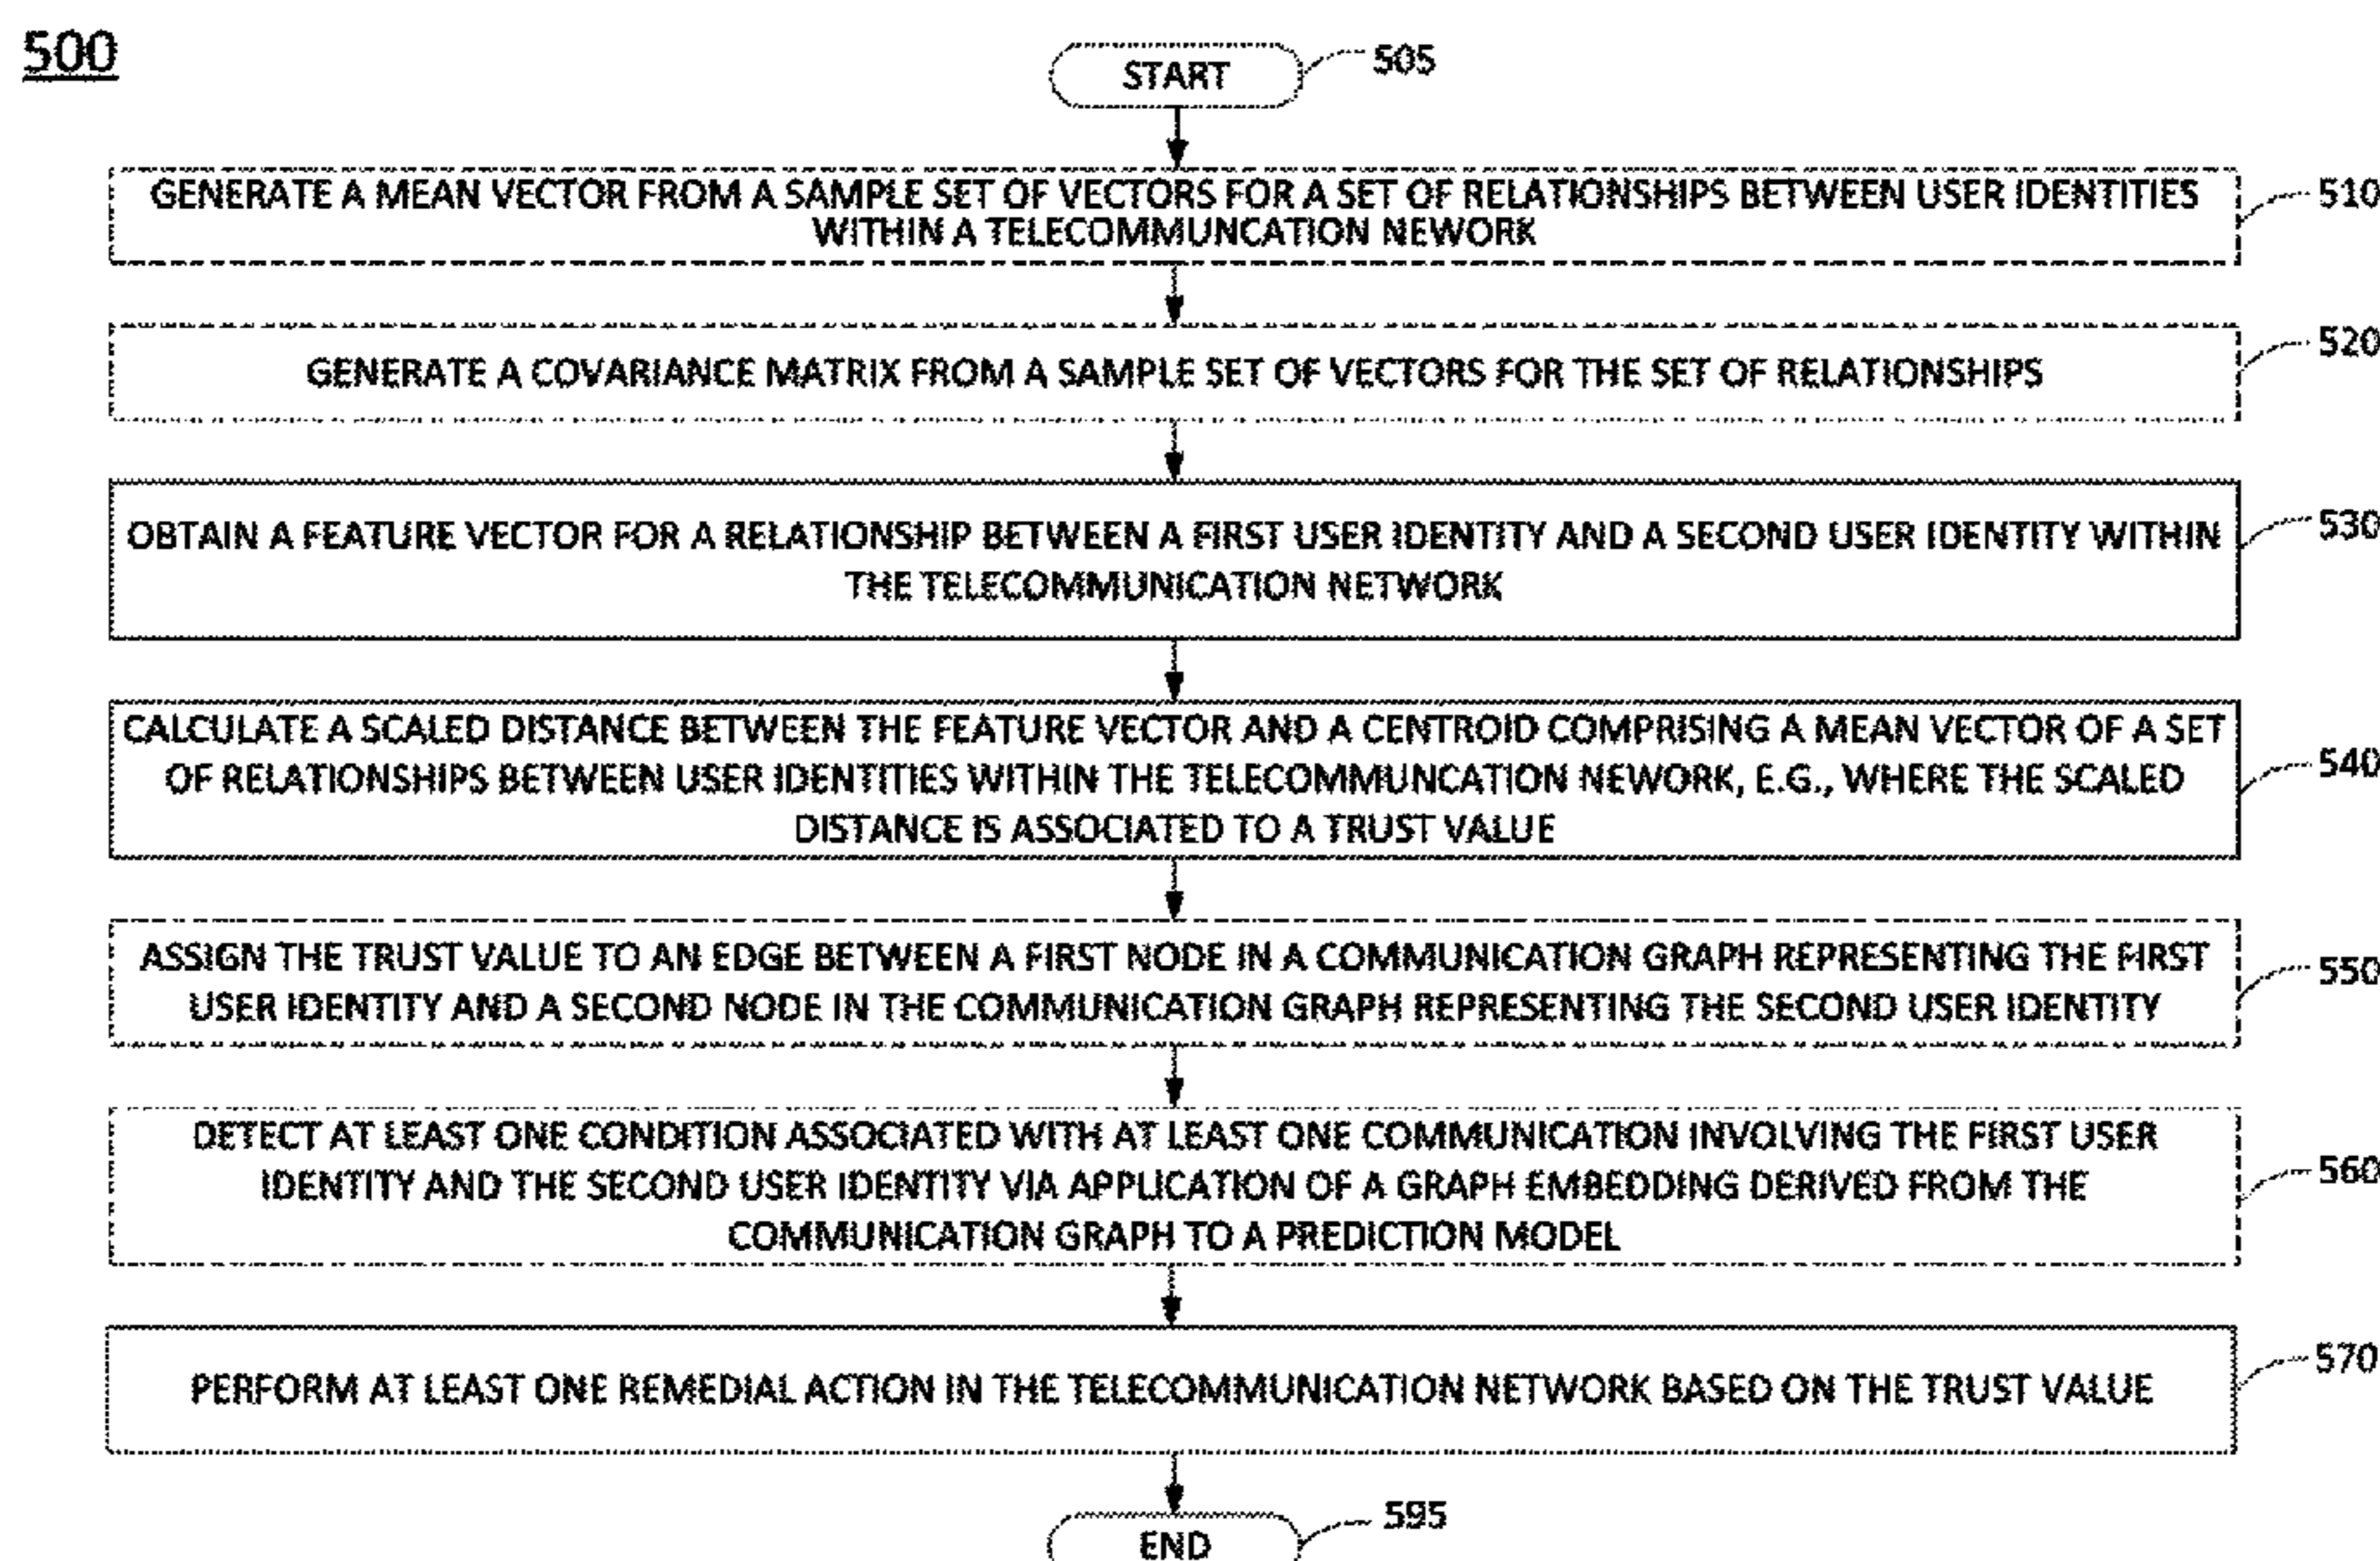 500
START
505
GENERATE A MEAN VECTOR FROM A SAMPLE SET OF VECTORS FOR A SET OF RELATIONSHIPS BETWEEN USER IDENTITIES
WITHIN A TELECOMMUNCATION NEWORK
510
GENERATE A COVARIANCE MATRIX FROM A SAMPLE SET OF VECTORS FOR THE SET OF RELATIONSHIPS
520
OBTAIN A FEATURE VECTOR FOR A RELATIONSHIP BETWEEN A FIRST USER IDENTITY AND A SECOND USER IDENTITY WITHIN
THE TELECOMMUNICATION NETWORK
530
CALCULATE A SCALED DISTANCE BETWEEN THE FEATURE VECTOR AND A CENTROID COMPRISING A MEAN VECTOR OF A SET
OF RELATIONSHIPS BETWEEN USER IDENTITIES WITHIN THE TELECOMMUNCATION NEWORK, E.G., WHERE THE SCALED
DISTANCE IS ASSOCIATED TO A TRUST VALUE
540
ASSIGN THE TRUST VALUE TO AN EDGE BETWEEN A FIRST NODE IN A COMMUNICATION GRAPH REPRESENTING THE FIRST
USER IDENTITY AND A SECOND NODE IN THE COMMUNICATION GRAPH REPRESENTING THE SECOND USER IDENTITY
550
DETECT AT LEAST ONE CONDITION ASSOCIATED WITH AT LEAST ONE COMMUNICATION INVOLVING THE FIRST USER
IDENTITY AND THE SECOND USER IDENTITY VIA APPLICATION OF A GRAPH EMBEDDING DERIVED FROM THE
COMMUNICATION GRAPH TO A PREDICTION MODEL
560
PERFORM AT LEAST ONE REMEDIAL ACTION IN THE TELECOMMUNICATION NETWORK BASED ON THE TRUST VALUE
570
END
595